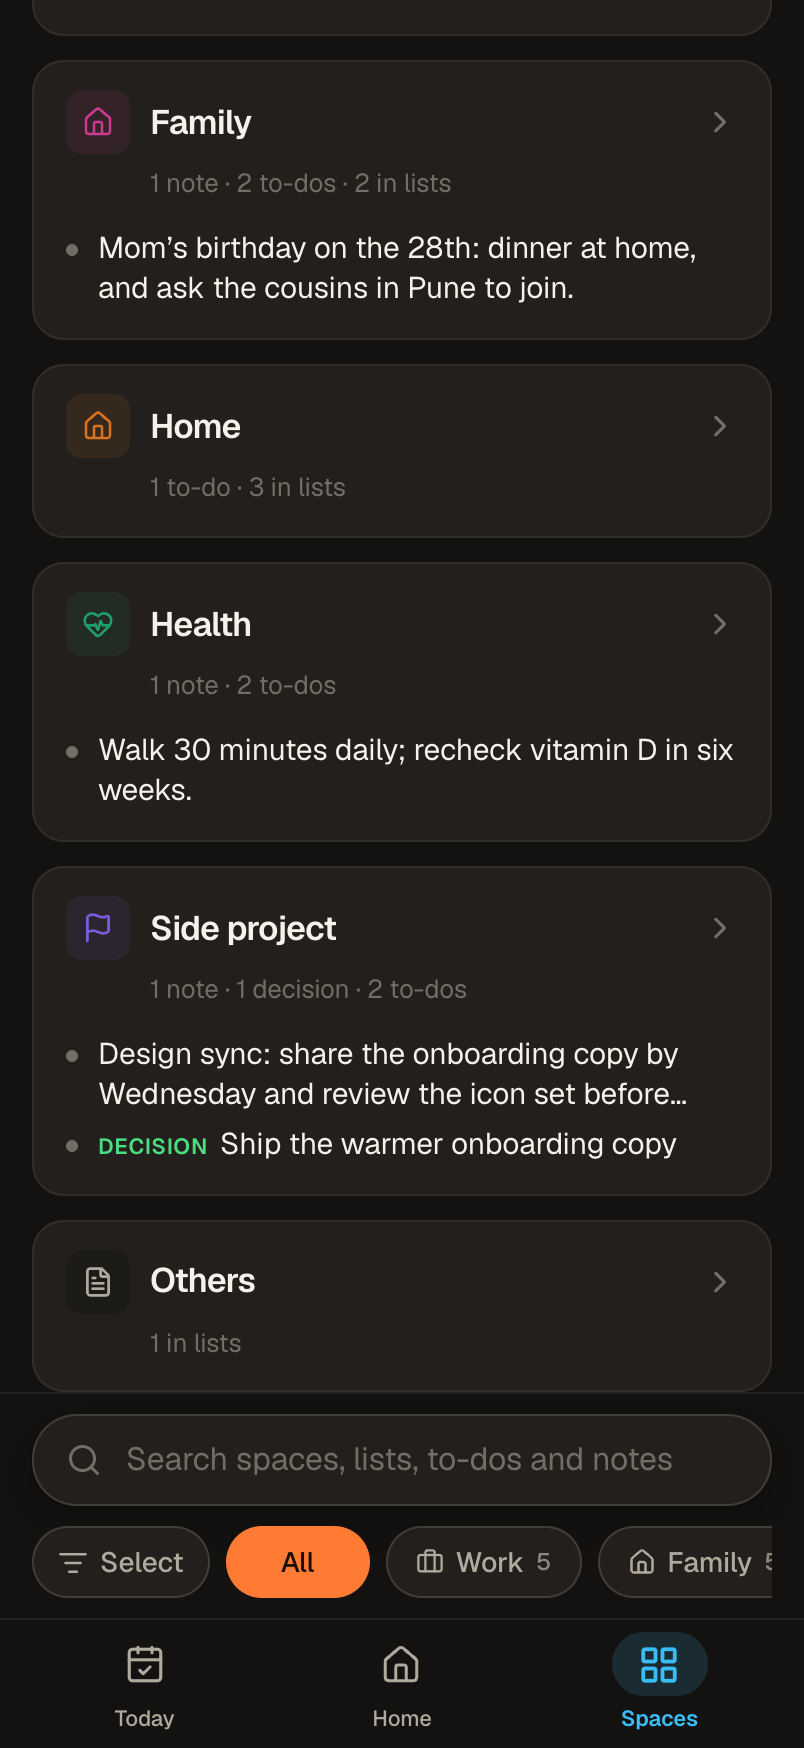 Family
1 note · 2 to-dos · 2 in lists
Mom’s birthday on the 28th: dinner at home,
and ask the cousins in Pune to join.
Home
1 to-do · 3 in lists
Health
1 note · 2 to-dos
Walk 30 minutes daily; recheck vitamin D in six
weeks.
Side project
1 note · 1 decision · 2 to-dos
Design sync: share the onboarding copy by
Wednesday and review the icon set before…
DECISION Ship the warmer onboarding copy
Others
1 in lists
Search spaces, lists, to-dos and notes
Select All Work 5 Family 5
Today Home Spaces